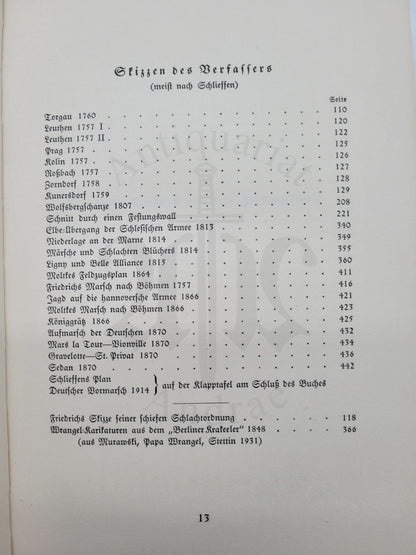 Skizzen des Verfassers
(meist nach Schlieffen)
Seite
Torgau 1760 . . . . . . . . . . 110
Leuthen 1757 I . . . . . . . . . . 120
Leuthen 1757 II . . . . . . . . . . 122
Prag 1757 . . . . . . . . . . 125
Kolin 1757 . . . . . . . . . . 126
Roßbach 1757 . . . . . . . . . . 127
Zorndorf 1758 . . . . . . . . . . 128
Kunersdorf 1759 . . . . . . . . . . 129
Wolfsbergschanze 1807 . . . . . . . . . . 208
Schnitt durch einen Festungswall . . . . . . . . . . 221
Elbe-Übergang der Schlesischen Armee 1813 . . . . . . . . . . 340
Niederlage an der Marne 1814 . . . . . . . . . . 349
Märsche und Schlachten Blüchers 1814 . . . . . . . . . . 355
Ligny und Belle Alliance 1815 . . . . . . . . . . 360
Moltkes Feldzugsplan 1864 . . . . . . . . . . 411
Friedrichs Marsch nach Böhmen 1757 . . . . . . . . . . 416
Jagd auf die hannoversche Armee 1866 . . . . . . . . . . 421
Moltkes Marsch nach Böhmen 1866 . . . . . . . . . . 423
Königgrätz 1866 . . . . . . . . . . 425
Aufmarsch der Deutschen 1870 . . . . . . . . . . 432
Mars la Tour—Vionville 1870 . . . . . . . . . . 434
Gravelotte—St. Privat 1870 . . . . . . . . . . 436
Sedan 1870 . . . . . . . . . . 442
Schlieffens Plan
Deutscher Vormarsch 1914 } auf der Klapptafel am Schluß des Buches
Friedrichs Skizze seiner schiefen Schlachtordnung . . . . . . . . . . 118
Wrangel-Karikaturen aus dem „Berliner Krakeeler“ 1848 . . . . . . . . . . 366
(aus Murawski, Papa Wrangel, Stettin 1931)
13
Antiquariat
Andrae